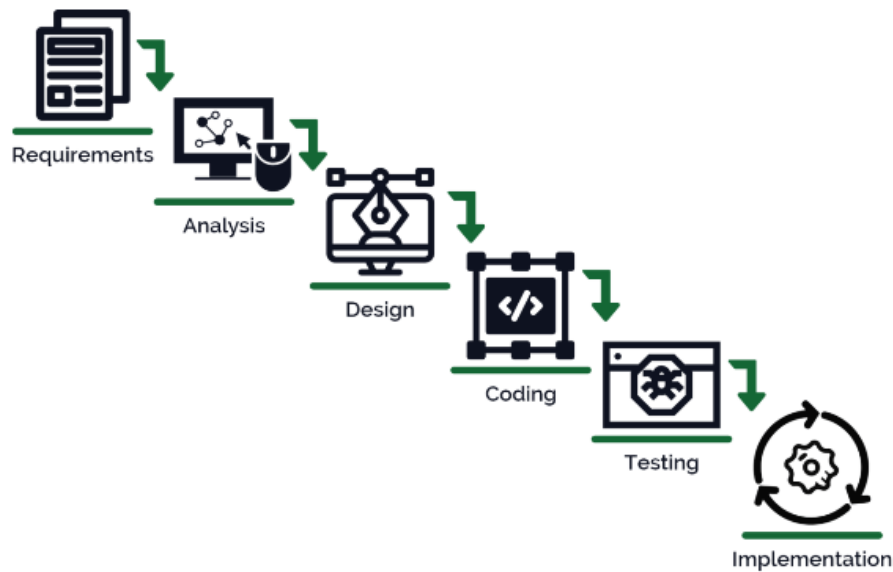 Requirements
Analysis
Design
</>
Coding
Testing
Implementation